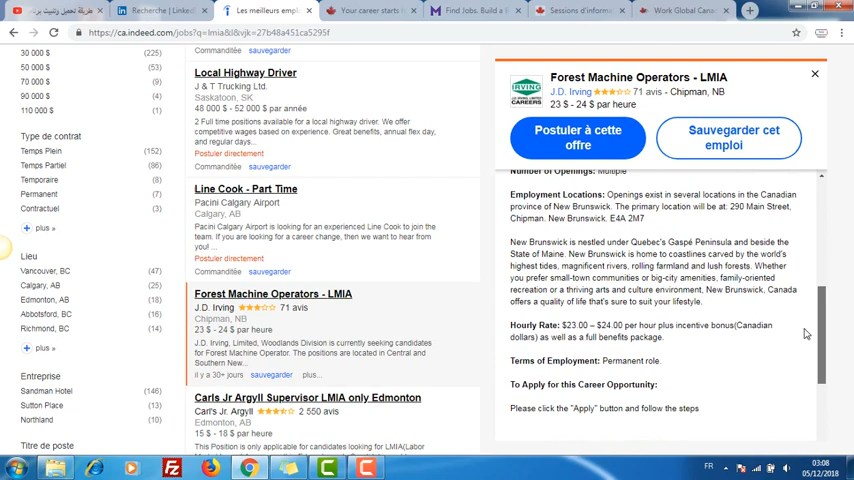 Recherche | LinkedI
Les meilleurs empl
Your career starts
Find Jobs. Build a
Sessions d'informa
Work Global Cana
https://ca.indeed.com/jobs?q=lmia&l&vjk=27b48a451ca5295f
30 000 $ (225)
50 000 $ (53)
70 000 $ (9)
90 000 $ (4)
110 000 $ (1)
Type de contrat
Temps Plein (152)
Temps Partiel (86)
Temporaire (8)
Permanent (7)
Contractuel (3)
plus »
Lieu
Vancouver, BC (47)
Calgary, AB (25)
Edmonton, AB (18)
Abbotsford, BC (16)
Richmond, BC (14)
plus »
Entreprise
Sandman Hotel (146)
Sutton Place (13)
Northland (10)
Titre de poste
Commanditée sauvegarder
Local Highway Driver
J & T Trucking Ltd.
Saskatoon, SK
48 000 $ - 52 000 $ par année
2 Full time positions available for a local highway driver. We offer
competitive wages based on experience. Great benefits, annual flex day,
and regular days...
Postuler directement
Commanditée sauvegarder
Line Cook - Part Time
Pacini Calgary Airport
Calgary, AB
Pacini Calgary Airport is looking for an experienced Line Cook to join the
team. If you are looking for a career change, then we want to hear from
you! ...
Postuler directement
Commanditée sauvegarder
Forest Machine Operators - LMIA
J.D. Irving 71 avis
Chipman, NB
23 $ - 24 $ par heure
J.D. Irving, Limited, Woodlands Division is currently seeking candidates
for Forest Machine Operator. The positions are located in Central and
Southern New...
il y a 30+ jours sauvegarder plus...
Carls Jr Argyll Supervisor LMIA only Edmonton
Carl's Jr. Argyll 2 550 avis
Edmonton, AB
15 $ - 18 $ par heure
This Position is only applicable for candidates looking for LMIA(Labor
IRVING
CAREERS
Forest Machine Operators - LMIA
J.D. Irving 71 avis - Chipman, NB
23 $ - 24 $ par heure
Postuler à cette offre
Sauvegarder cet emploi
Number of Openings: Multiple
Employment Locations: Openings exist in several locations in the Canadian
province of New Brunswick. The primary location will be at: 290 Main Street,
Chipman. New Brunswick. E4A 2M7
New Brunswick is nestled under Quebec's Gaspé Peninsula and beside the
State of Maine. New Brunswick is home to coastlines carved by the world's
highest tides, magnificent rivers, rolling farmland and lush forests. Whether
you prefer small-town communities or big-city amenities, family-oriented
recreation or a thriving arts and culture environment, New Brunswick, Canada
offers a quality of life that's sure to suit your lifestyle.
Hourly Rate: $23.00 – $24.00 per hour plus incentive bonus(Canadian
dollars) as well as a full benefits package.
Terms of Employment: Permanent role.
To Apply for this Career Opportunity:
Please click the "Apply" button and follow the steps
FR
03:08
05/12/2018